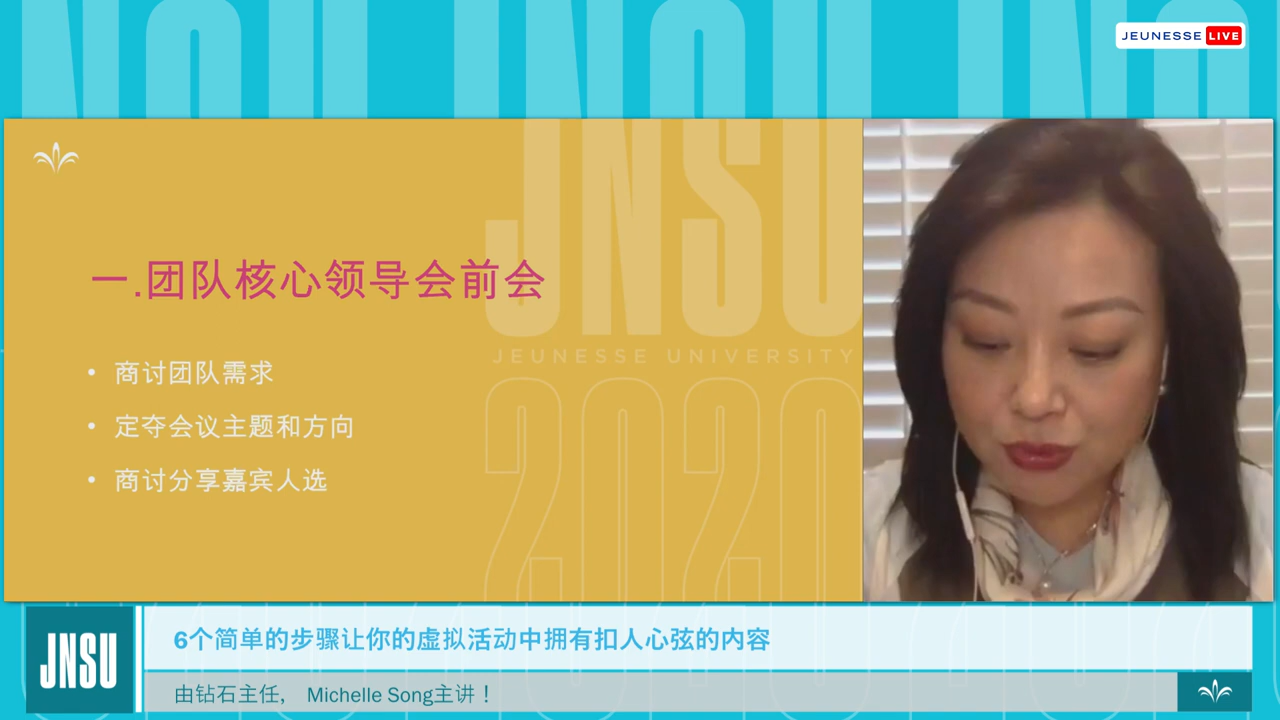 JNSU
JEUNESSE LIVE
JNSU
JEUNESSE UNIVERSITY
2020
一.团队核心领导会前会
• 商讨团队需求
• 定夺会议主题和方向
• 商讨分享嘉宾人选
JNSU
6个简单的步骤让你的虚拟活动中拥有扣人心弦的内容
由钻石主任, Michelle Song主讲！